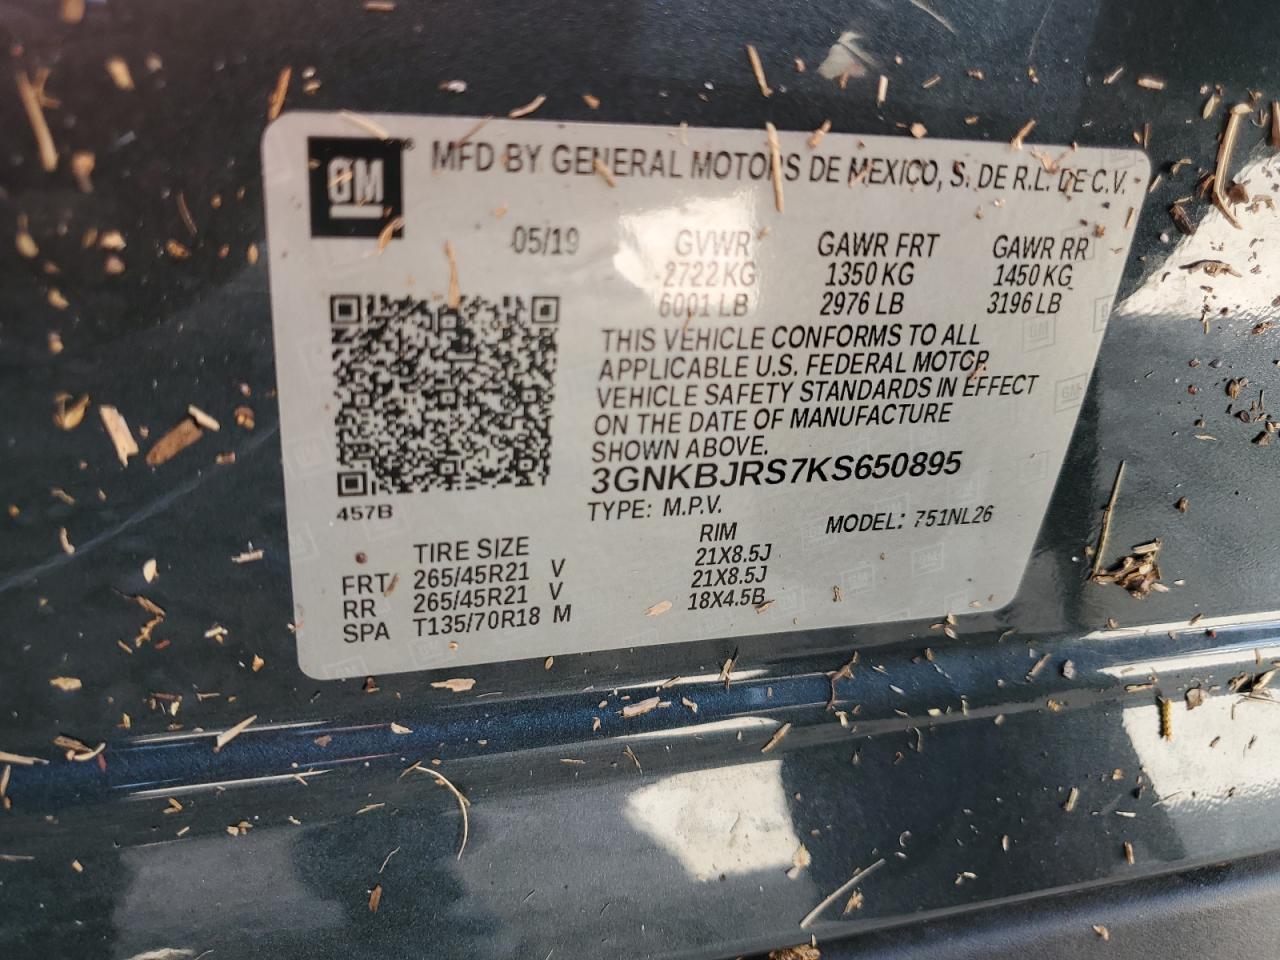 GM ® MFD BY GENERAL MOTORS DE MEXICO, S. DE R.L. DE C.V.
05/19 GVWR GAWR FRT GAWR RR
2722 KG 1350 KG 1450 KG
6001 LB 2976 LB 3196 LB
THIS VEHICLE CONFORMS TO ALL
APPLICABLE U.S. FEDERAL MOTOR
VEHICLE SAFETY STANDARDS IN EFFECT
ON THE DATE OF MANUFACTURE
SHOWN ABOVE.
3GNKBJRS7KS650895
457B TYPE: M.P.V. MODEL: 751NL26
TIRE SIZE RIM
FRT 265/45R21 V 21X8.5J
RR 265/45R21 V 21X8.5J
SPA T135/70R18 M 18X4.5B